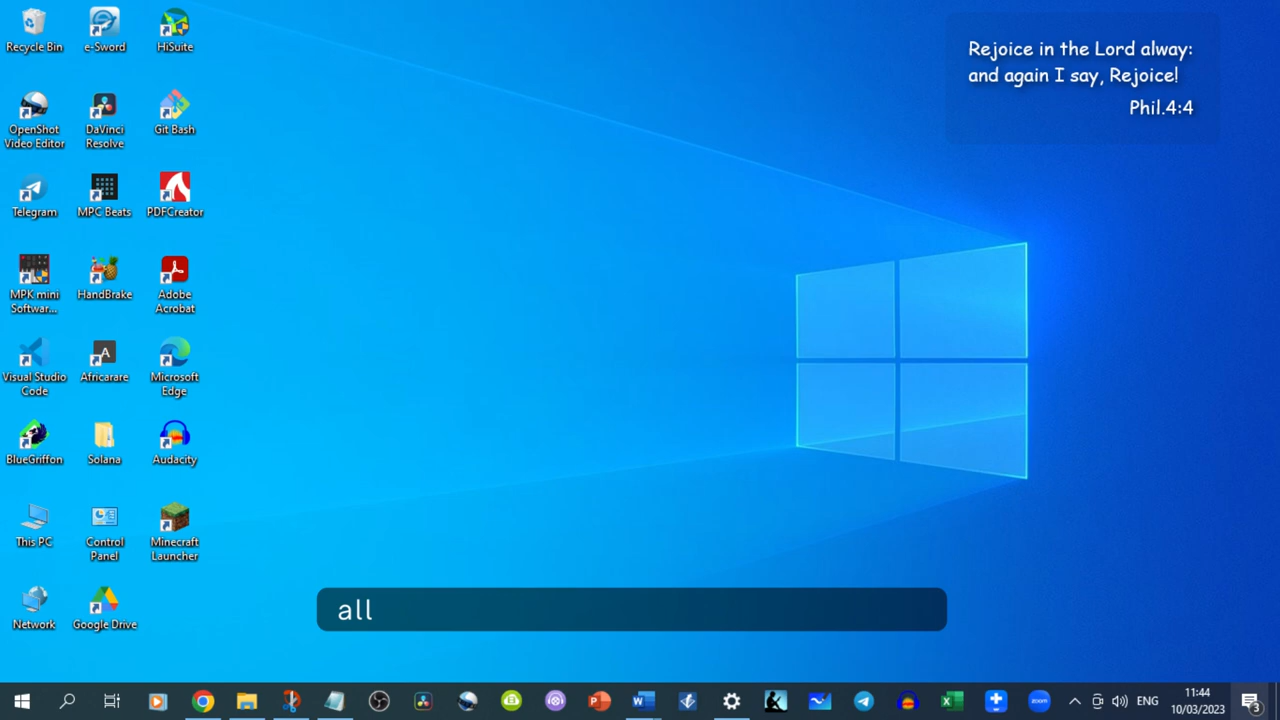 Recycle Bin
e-Sword
HiSuite
Rejoice in the Lord alway:
and again I say, Rejoice!
Phil.4:4
OpenShot
Video Editor
DaVinci
Resolve
Git Bash
Telegram
MPC Beats
PDFCreator
MPK mini
Softwar...
HandBrake
Adobe
Acrobat
Visual Studio
Code
Africarare
Microsoft
Edge
BlueGriffon
Solana
Audacity
This PC
Control
Panel
Minecraft
Launcher
Network
Google Drive
all
zoom
ENG
11:44
10/03/2023
3